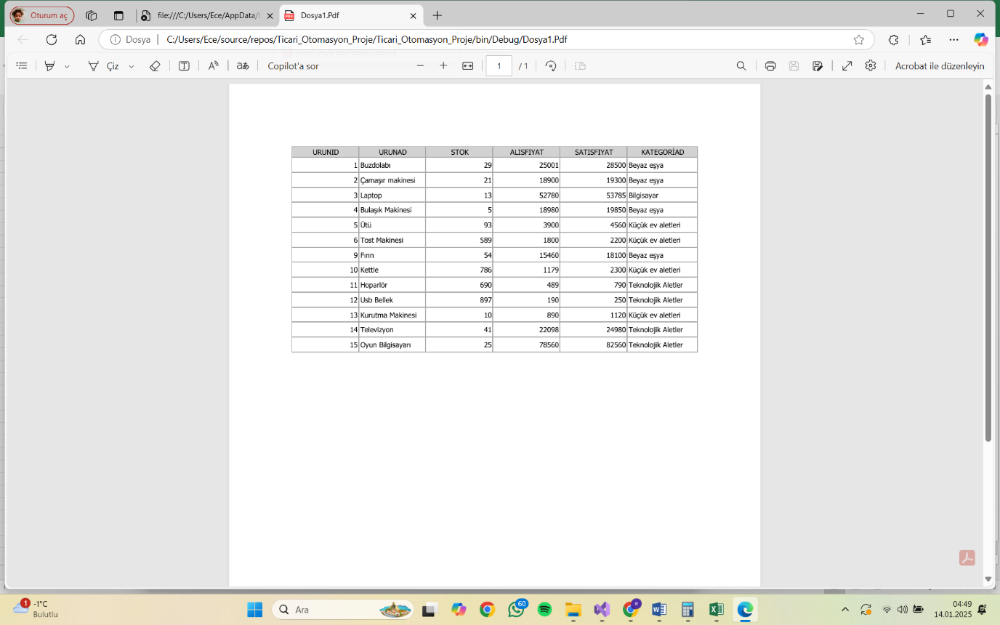 Oturum aç
file:///C:/Users/Ece/AppData/L
Dosya1.Pdf
Dosya
C:/Users/Ece/source/repos/Ticari_Otomasyon_Proje/Ticari_Otomasyon_Proje/bin/Debug/Dosya1.Pdf
Çiz
Copilot'a sor
1 / 1
Acrobat ile düzenleyin
URUNID URUNAD STOK ALISFIYAT SATISFIYAT KATEGORİAD
1 Buzdolabı 29 25001 28500 Beyaz eşya
2 Çamaşır makinesi 21 18900 19300 Beyaz eşya
3 Laptop 13 52780 53785 Bilgisayar
4 Bulaşık Makinesi 5 18980 19850 Beyaz eşya
5 Ütü 93 3900 4560 Küçük ev aletleri
6 Tost Makinesi 589 1800 2200 Küçük ev aletleri
9 Fırın 54 15460 18100 Beyaz eşya
10 Kettle 786 1179 2300 Küçük ev aletleri
11 Hoparlör 690 489 790 Teknolojik Aletler
12 Usb Bellek 897 190 250 Teknolojik Aletler
13 Kurutma Makinesi 10 890 1120 Küçük ev aletleri
14 Televizyon 41 22098 24980 Teknolojik Aletler
15 Oyun Bilgisayarı 25 78560 82560 Teknolojik Aletler
1
-1°C
Bulutlu
Ara
60
04:49
14.01.2025